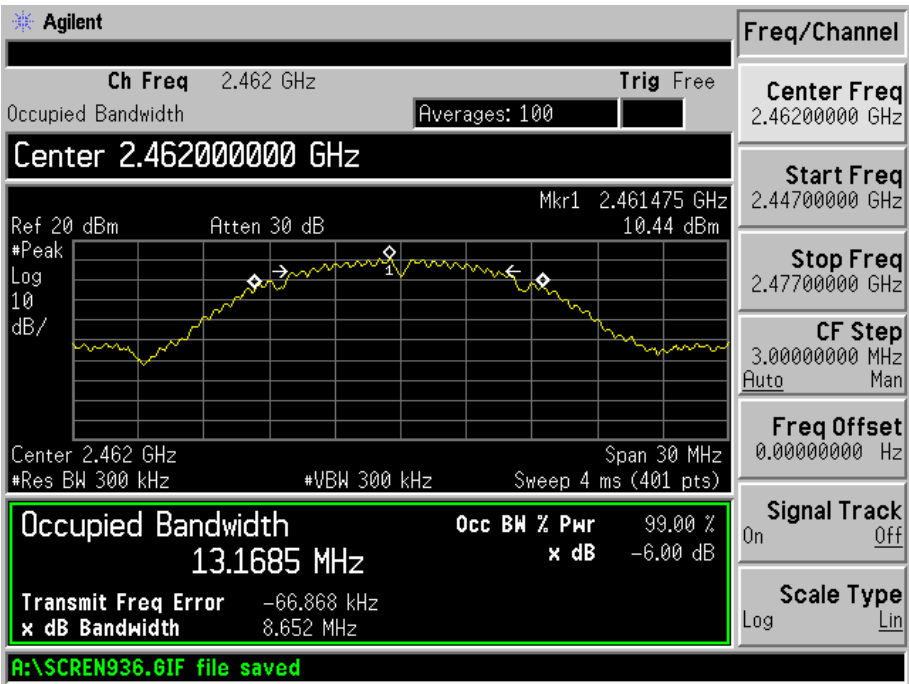 Agilent
Freq/Channel
Ch Freq 2.462 GHz Trig Free
Occupied Bandwidth Averages: 100
Center 2.462000000 GHz
Mkr1 2.461475 GHz
Ref 20 dBm Atten 30 dB 10.44 dBm
#Peak
Log
10
dB/
1
Center 2.462 GHz Span 30 MHz
#Res BW 300 kHz #VBW 300 kHz Sweep 4 ms (401 pts)
Occupied Bandwidth Occ BW % Pwr 99.00 %
13.1685 MHz x dB -6.00 dB
Transmit Freq Error -66.868 kHz
x dB Bandwidth 8.652 MHz
A:\SCREN936.GIF file saved
Center Freq
2.46200000 GHz
Start Freq
2.44700000 GHz
Stop Freq
2.47700000 GHz
CF Step
3.00000000 MHz
Auto Man
Freq Offset
0.00000000 Hz
Signal Track
On Off
Scale Type
Log Lin